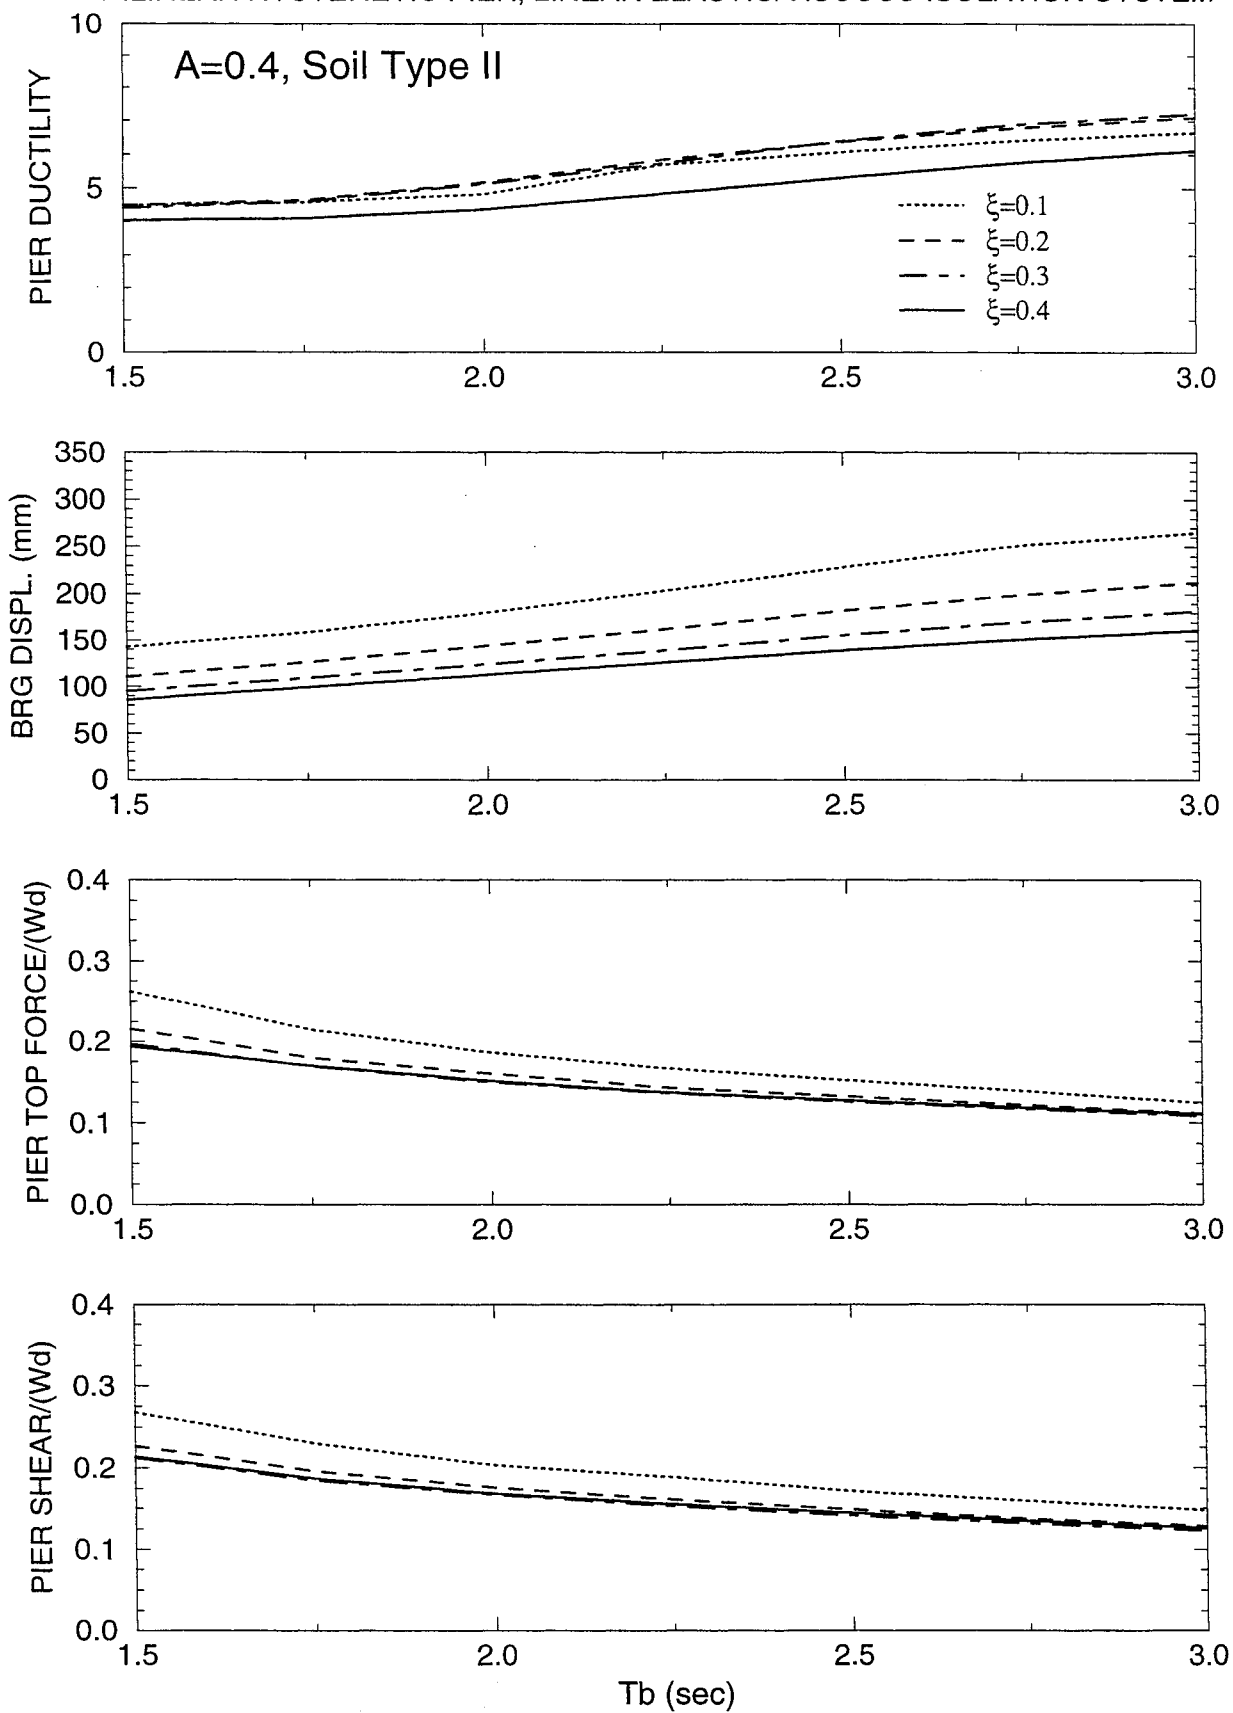 A=0.4, Soil Type II
PIER DUCTILITY
10
5
0
ξ=0.1
ξ=0.2
ξ=0.3
ξ=0.4
1.5 2.0 2.5 3.0
BRG DISPL. (mm)
350
300
250
200
150
100
50
0
1.5 2.0 2.5 3.0
PIER TOP FORCE/(Wd)
0.4
0.3
0.2
0.1
0.0
1.5 2.0 2.5 3.0
PIER SHEAR/(Wd)
0.4
0.3
0.2
0.1
0.0
1.5 2.0 2.5 3.0
Tb (sec)